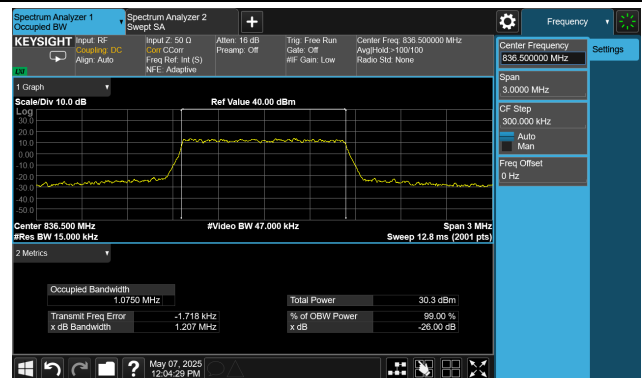 Spectrum Analyzer 1
Occupied BW
Spectrum Analyzer 2
Swept SA
Frequency
KEYSIGHT
Input: RF
Coupling: DC
Align: Auto
Input Z: 50 Ω
Corr CCorr
Freq Ref: Int (S)
NFE: Adaptive
Atten: 16 dB
Preamp: Off
Trig: Free Run
Gate: Off
#IF Gain: Low
Center Freq: 836.500000 MHz
Avg|Hold:>100/100
Radio Std: None
Center Frequency
836.500000 MHz
Settings
Span
3.0000 MHz
CF Step
300.000 kHz
Auto
Man
Freq Offset
0 Hz
1 Graph
Scale/Div 10.0 dB
Ref Value 40.00 dBm
Log
30.0
20.0
10.0
0.00
-10.0
-20.0
-30.0
-40.0
-50.0
Center 836.500 MHz
#Video BW 47.000 kHz
Span 3 MHz
#Res BW 15.000 kHz
Sweep 12.8 ms (2001 pts)
2 Metrics
Occupied Bandwidth
1.0750 MHz
Total Power 30.3 dBm
Transmit Freq Error -1.718 kHz
% of OBW Power 99.00 %
x dB Bandwidth 1.207 MHz
x dB -26.00 dB
May 07, 2025
12:04:29 PM